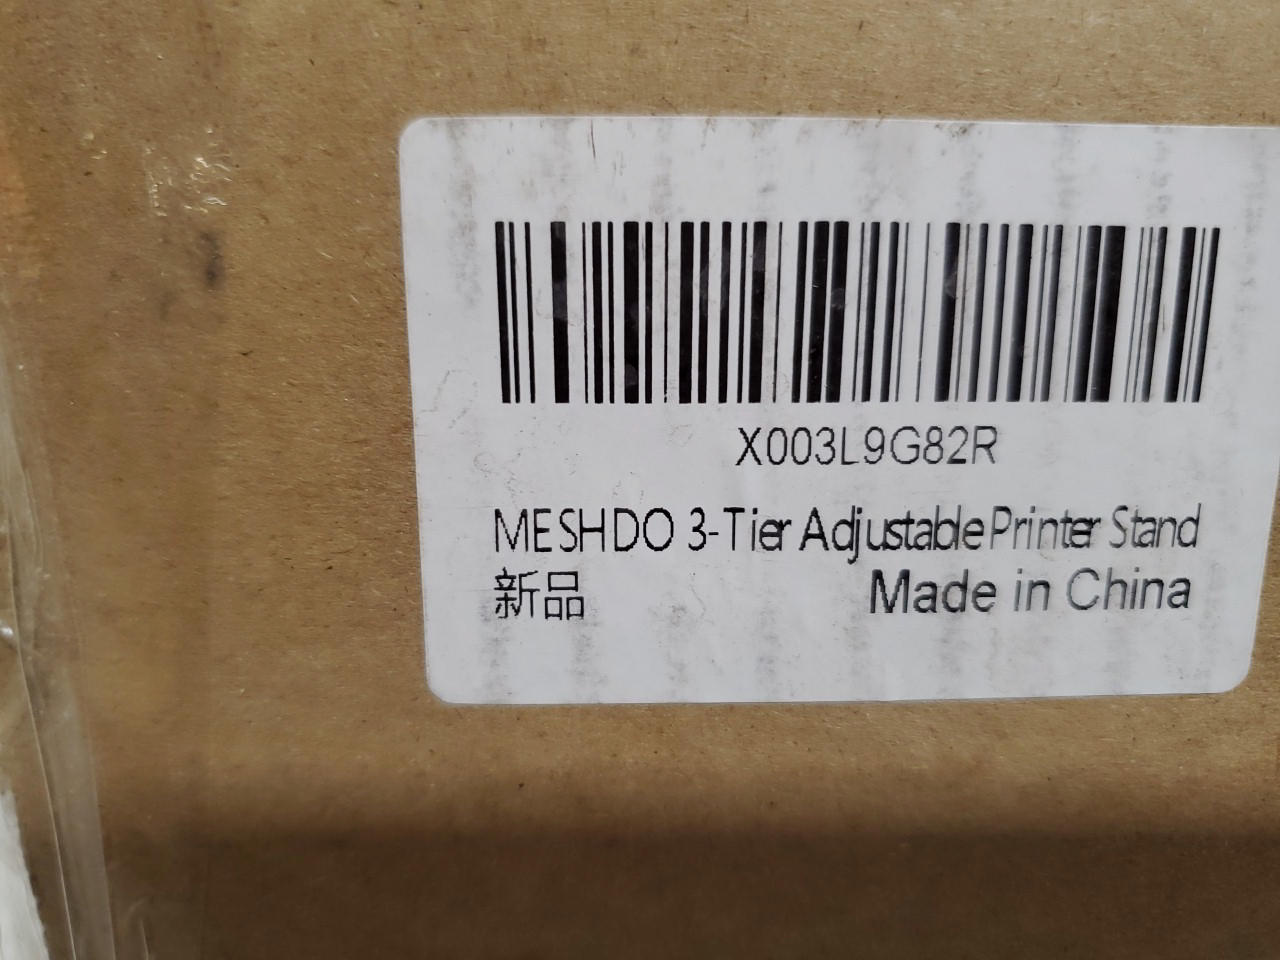 X003L9G82R
MESHDO 3-Tier Adjustable Printer Stand
新品 Made in China